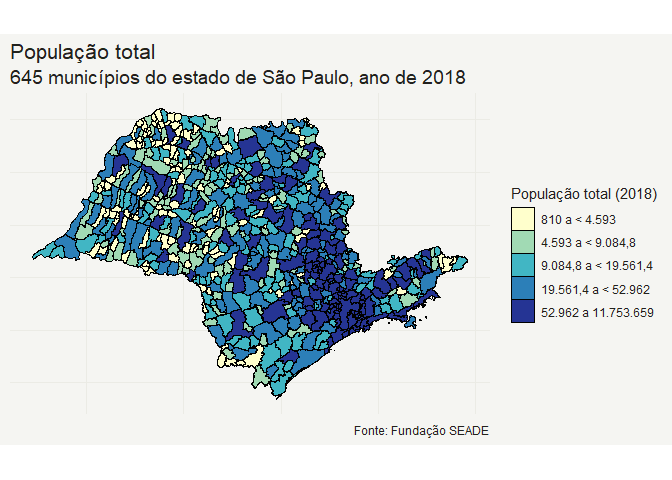 População total
645 municípios do estado de São Paulo, ano de 2018
População total (2018)
810 a < 4.593
4.593 a < 9.084,8
9.084,8 a < 19.561,4
19.561,4 a < 52.962
52.962 a 11.753.659
Fonte: Fundação SEADE